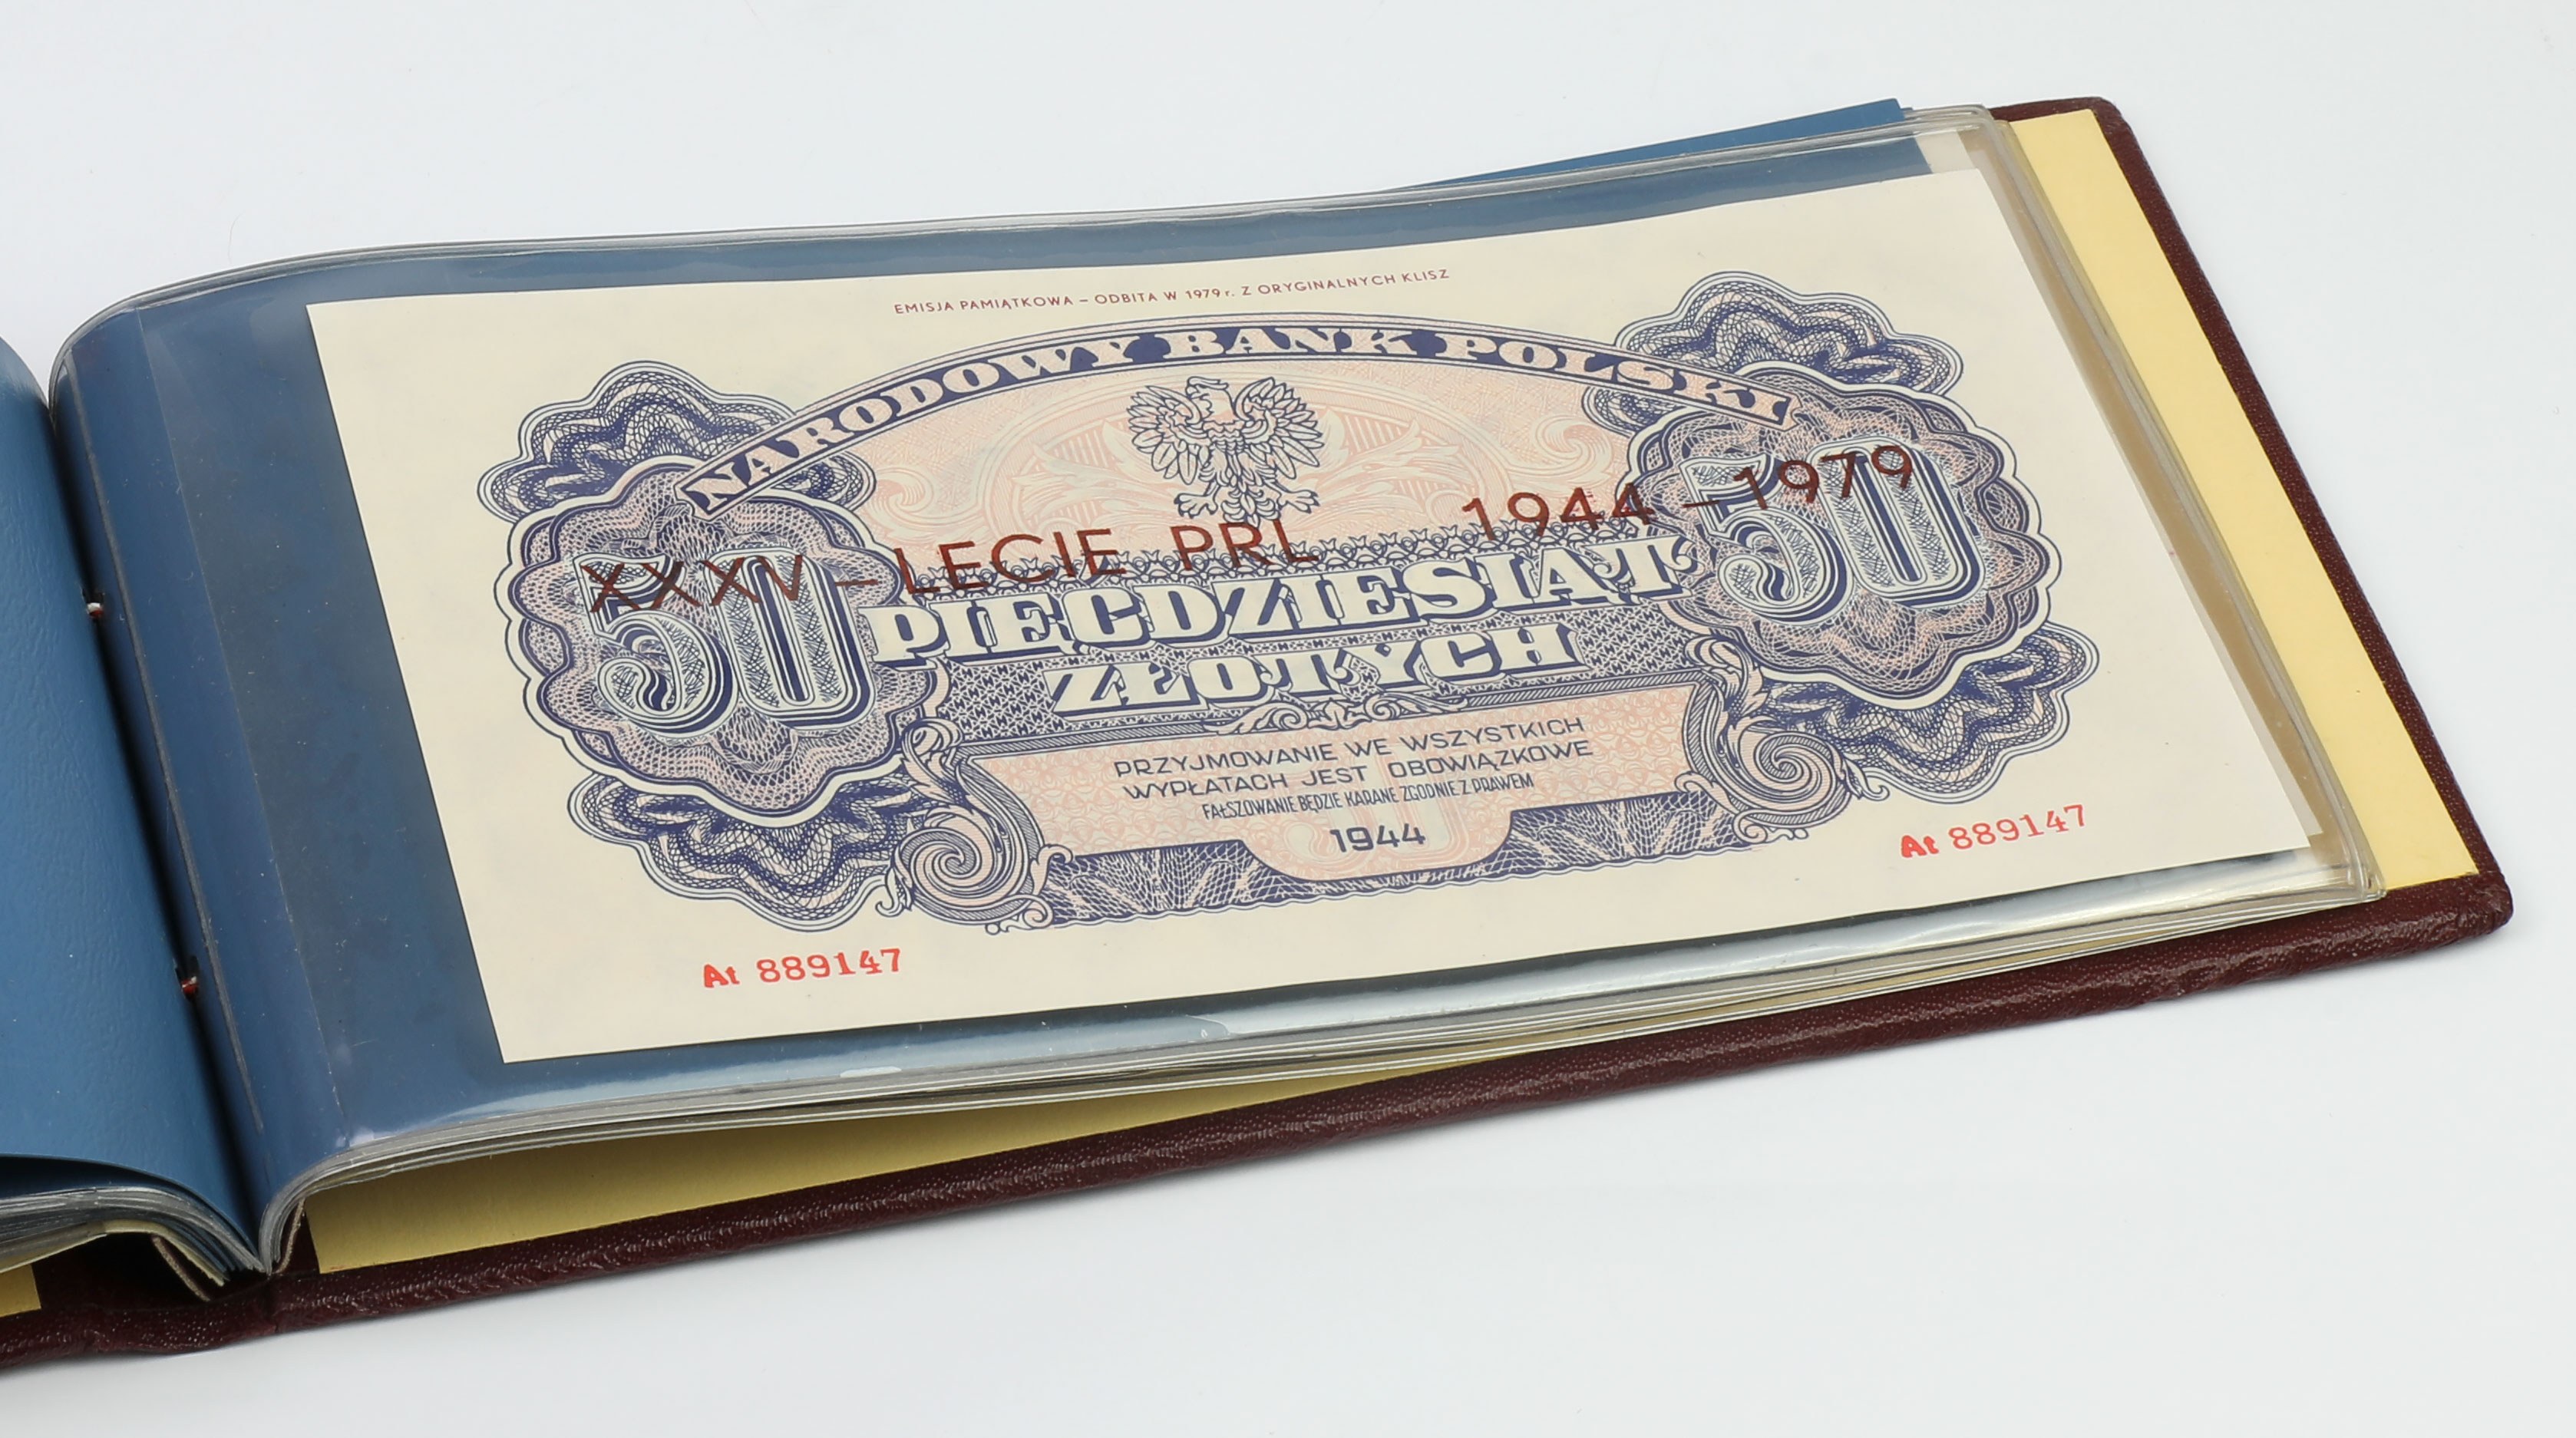 EMISJA PAMIĄTKOWA – ODBITA W 1979 r. Z ORYGINALNYCH KLISZ
NARODOWY BANK POLSKI
XXXV – LECIE PRL 1944 – 1979
50 50
PIĘĆDZIESIĄT
ZŁOTYCH
PRZYJMOWANIE WE WSZYSTKICH
WYPŁATACH JEST OBOWIĄZKOWE
FAŁSZOWANIE BĘDZIE KARANE ZGODNIE Z PRAWEM
1944
At 889147
At 889147